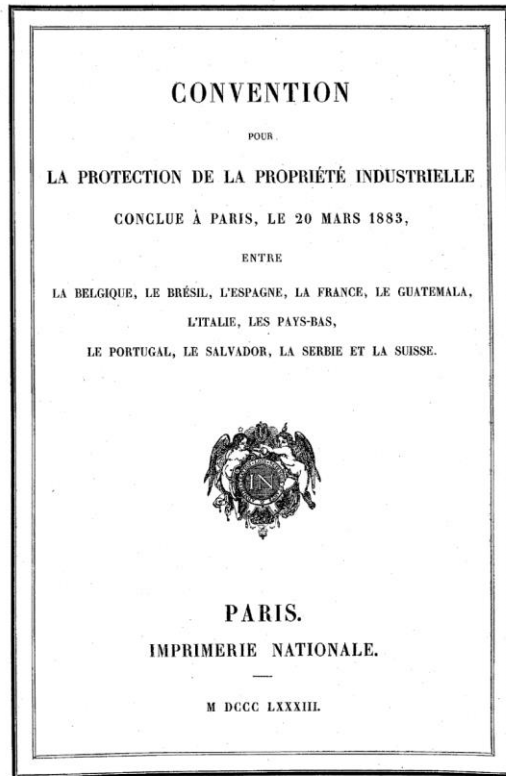 CONVENTION
POUR
LA PROTECTION DE LA PROPRIÉTÉ INDUSTRIELLE
CONCLUE À PARIS, LE 20 MARS 1883,
ENTRE
LA BELGIQUE, LE BRÉSIL, L'ESPAGNE, LA FRANCE, LE GUATEMALA,
L'ITALIE, LES PAYS-BAS,
LE PORTUGAL, LE SALVADOR, LA SERBIE ET LA SUISSE.
IN
PARIS.
IMPRIMERIE NATIONALE.
M DCCC LXXXIII.